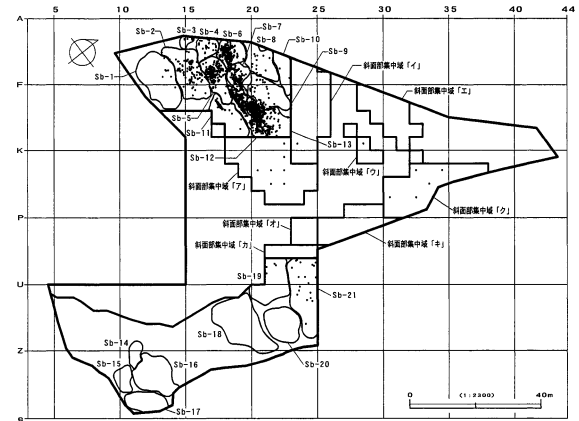 5 10 15 20 25 30 35 40 44
A
F
K
P
U
Z
Sb-1
Sb-2
Sb-3
Sb-4
Sb-6
Sb-7
Sb-8
Sb-10
Sb-9
Sb-5
Sb-11
Sb-12
Sb-13
斜面部集中域「イ」
斜面部集中域「エ」
斜面部集中域「ア」
斜面部集中域「ウ」
斜面部集中域「オ」
斜面部集中域「ク」
斜面部集中域「カ」
斜面部集中域「キ」
Sb-19
Sb-21
Sb-18
Sb-20
Sb-14
Sb-15
Sb-16
Sb-17
0 (1:2300) 40m